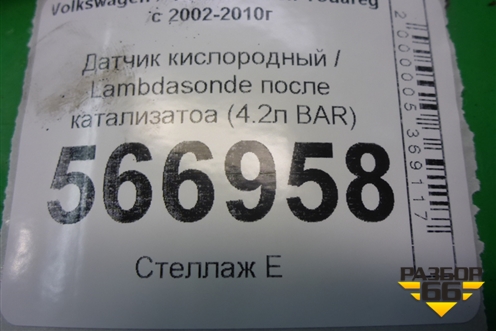 Volkswagen
с 2002-2010г
Датчик кислородный /
Lambdasonde после
катализатоа (4.2л BAR)
566958
Стеллаж Е
2000005369117
РАЗБОР
66